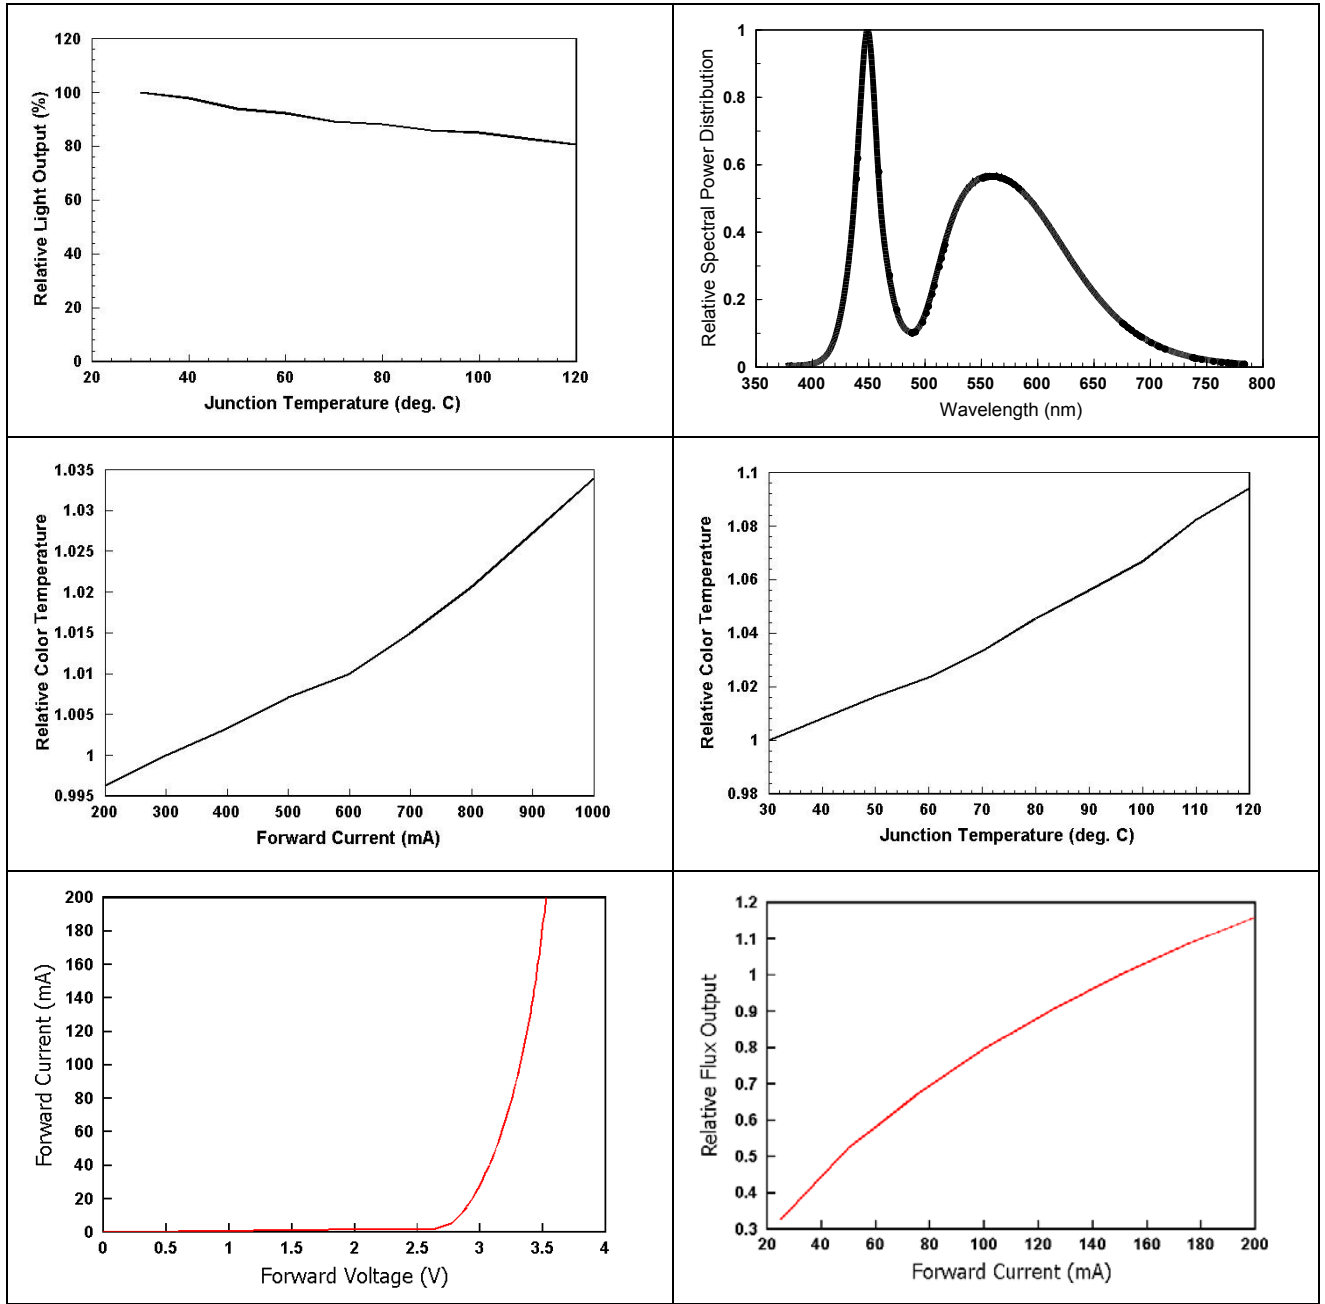 120
100
80
60
40
20
0
20 40 60 80 100 120
Relative Light Output (%)
Junction Temperature (deg. C)
1
0.8
0.6
0.4
0.2
0
350 400 450 500 550 600 650 700 750 800
Relative Spectral Power Distribution
Wavelength (nm)
1.035
1.03
1.025
1.02
1.015
1.01
1.005
1
0.995
200 300 400 500 600 700 800 900 1000
Relative Color Temperature
Forward Current (mA)
1.1
1.08
1.06
1.04
1.02
1
0.98
30 40 50 60 70 80 90 100 110 120
Relative Color Temperature
Junction Temperature (deg. C)
200
180
160
140
120
100
80
60
40
20
0
0 0.5 1 1.5 2 2.5 3 3.5 4
Forward Current (mA)
Forward Voltage (V)
1.2
1.1
1
0.9
0.8
0.7
0.6
0.5
0.4
0.3
20 40 60 80 100 120 140 160 180 200
Relative Flux Output
Forward Current (mA)